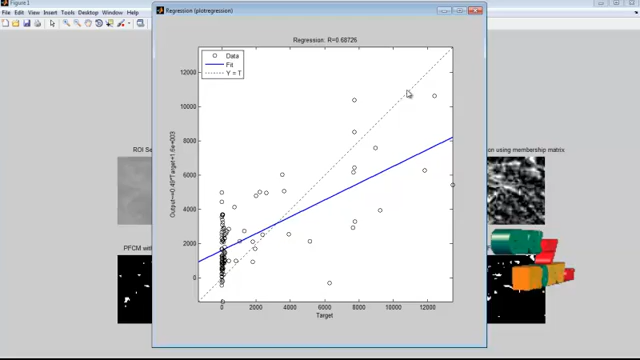 Figure 1
File Edit View Insert Tools Desktop Window Help
Regression (plotregression)
Regression: R=0.68726
Data
Fit
Y = T
12000
10000
8000
6000
4000
2000
0
Output~=0.49*Target+1.6e+003
0 2000 4000 6000 8000 10000 12000
Target
ROI Se
on using membership matrix
PFCM with